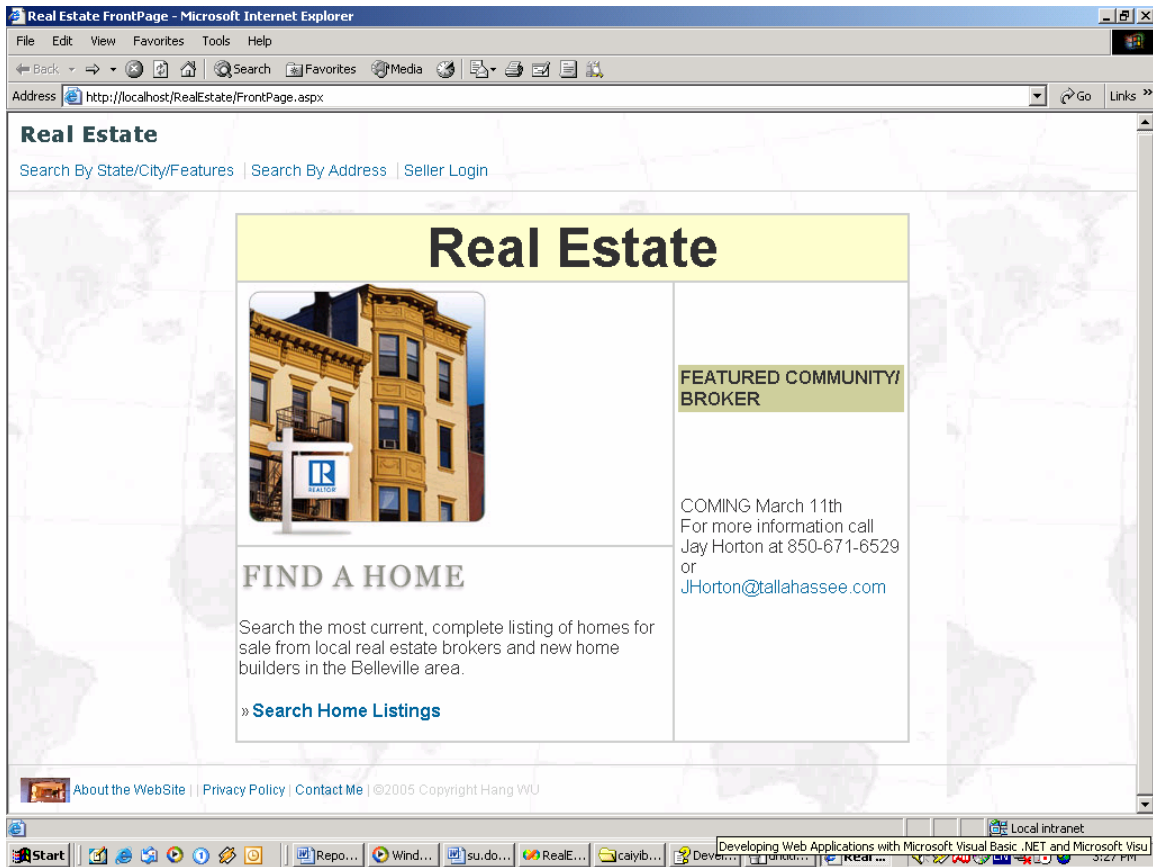 Real Estate FrontPage - Microsoft Internet Explorer
File Edit View Favorites Tools Help
Back Search Favorites Media
Address http://localhost/RealEstate/FrontPage.aspx Go Links »
Real Estate
Search By State/City/Features | Search By Address | Seller Login
Real Estate
REALTOR
FEATURED COMMUNITY/
BROKER
COMING March 11th
For more information call
Jay Horton at 850-671-6529
or
JHorton@tallahassee.com
FIND A HOME
Search the most current, complete listing of homes for
sale from local real estate brokers and new home
builders in the Belleville area.
» Search Home Listings
About the WebSite | | Privacy Policy | Contact Me | ©2005 Copyright Hang WU
Local intranet
Developing Web Applications with Microsoft Visual Basic .NET and Microsoft Visu
Start Repo... Wind... su.do... RealE... caiyib... Real ... 3:27 PM